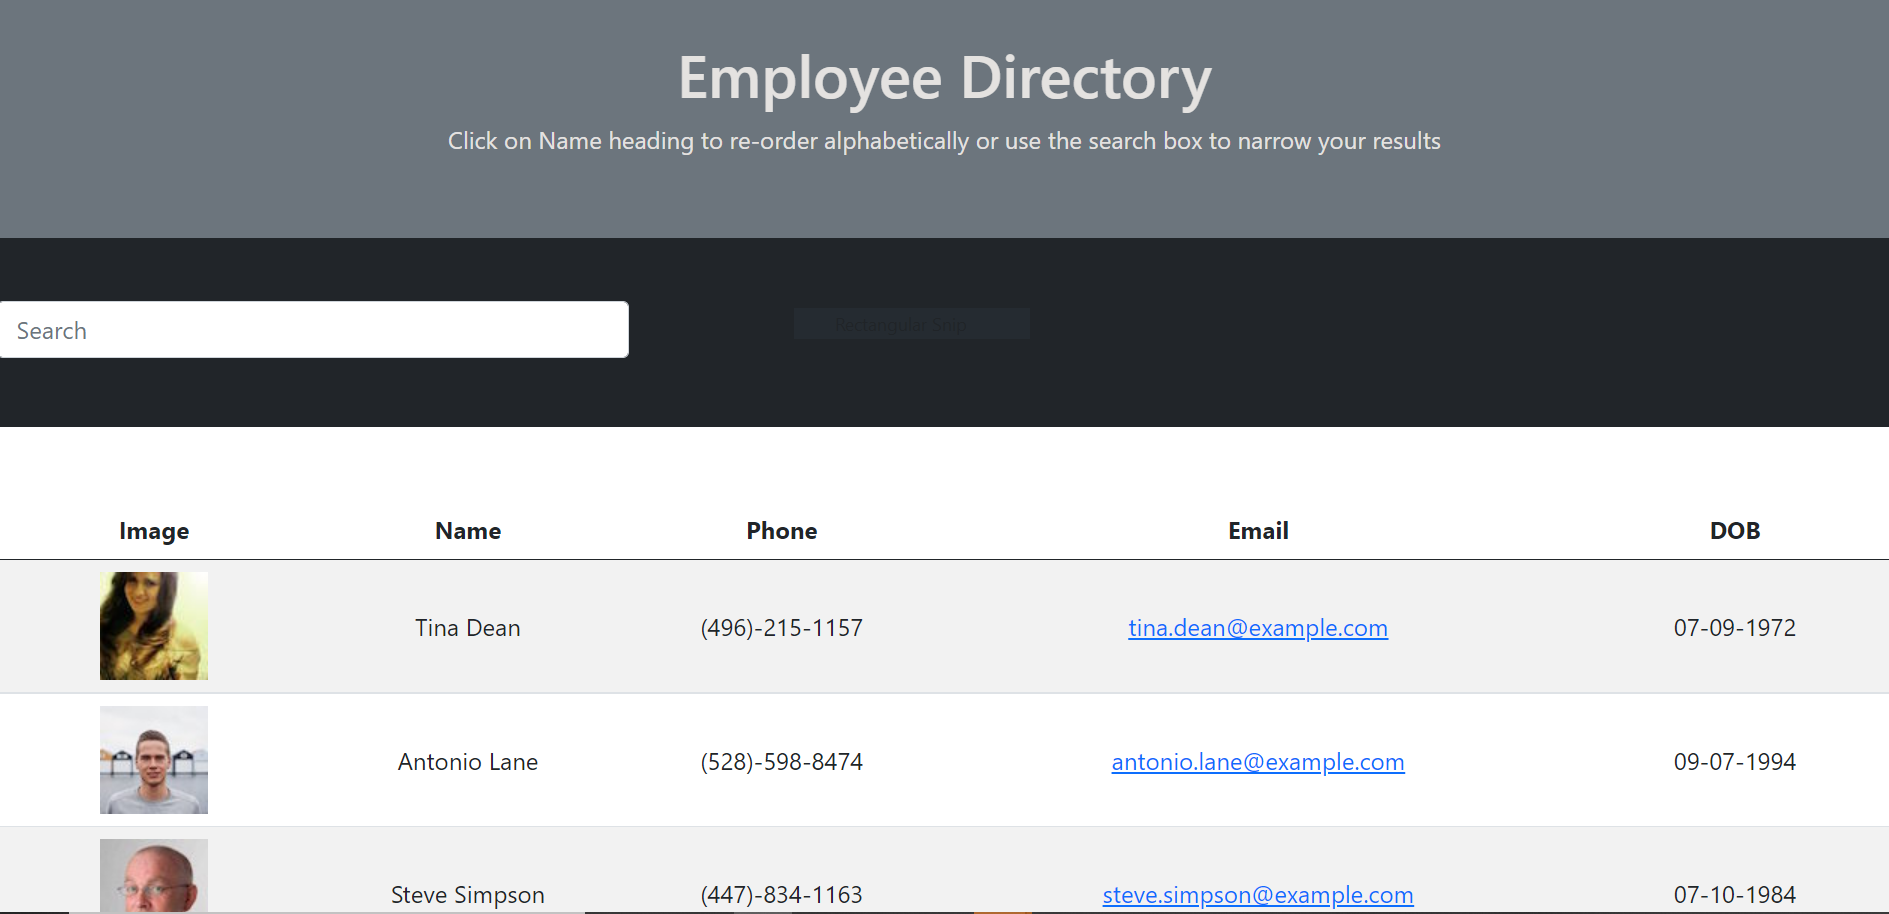 Employee Directory
Click on Name heading to re-order alphabetically or use the search box to narrow your results
Search
Rectangular Snip
Image Name Phone Email DOB
Tina Dean (496)-215-1157 tina.dean@example.com 07-09-1972
Antonio Lane (528)-598-8474 antonio.lane@example.com 09-07-1994
Steve Simpson (447)-834-1163 steve.simpson@example.com 07-10-1984